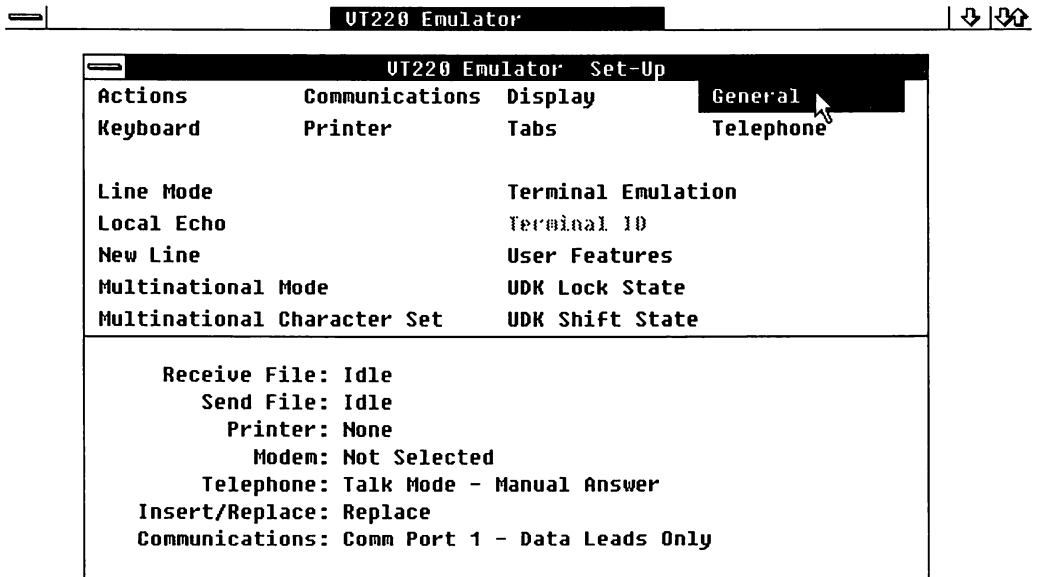 VT220 Emulator
VT220 Emulator Set-Up
Actions Communications Display General
Keyboard Printer Tabs Telephone
Line Mode Terminal Emulation
Local Echo Terminal ID
New Line User Features
Multinational Mode UDK Lock State
Multinational Character Set UDK Shift State
Receive File: Idle
Send File: Idle
Printer: None
Modem: Not Selected
Telephone: Talk Mode - Manual Answer
Insert/Replace: Replace
Communications: Comm Port 1 - Data Leads Only